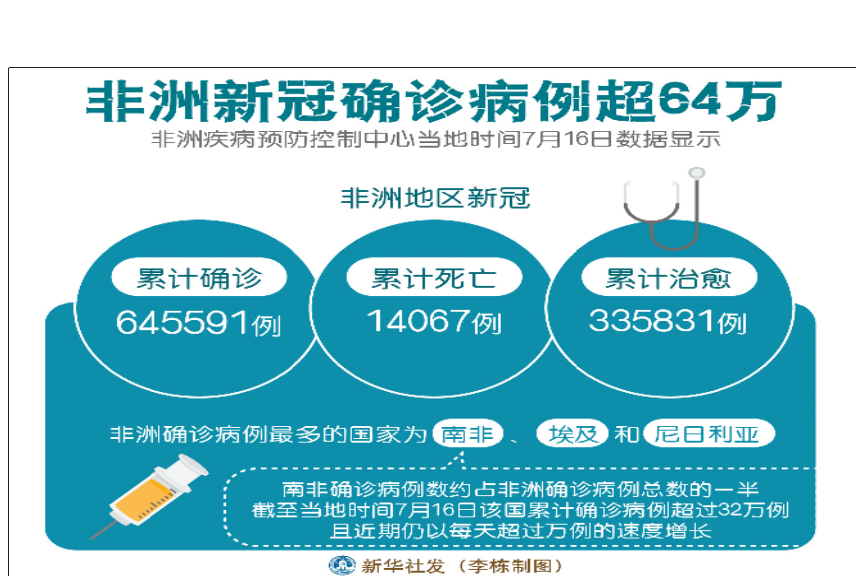 非洲新冠确诊病例超64万
非洲疾病预防控制中心当地时间7月16日数据显示
非洲地区新冠
累计确诊 累计死亡 累计治愈
645591例 14067例 335831例
非洲确诊病例最多的国家为 南非 、 埃及 和 尼日利亚
南非确诊病例数约占非洲确诊病例总数的一半
截至当地时间7月16日该国累计确诊病例超过32万例
且近期仍以每天超过万例的速度增长
新华社发（李栋制图）